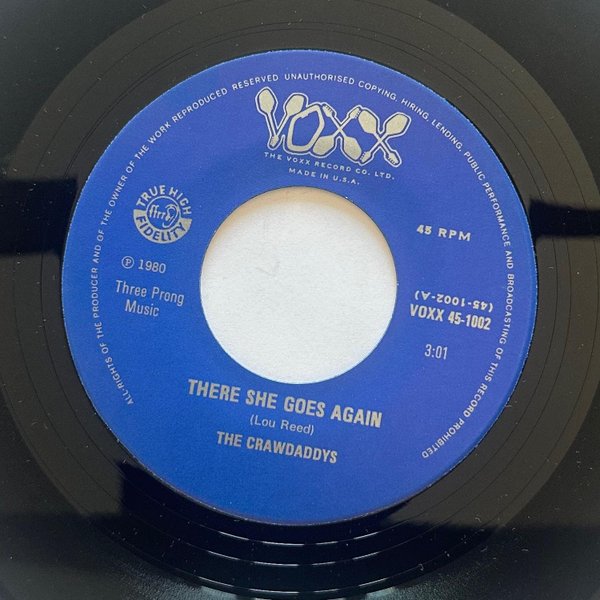 ALL-RIGHTS OF THE PRODUCER AND OF THE OWNER OF THE WORK REPRODUCED RESERVED UNAUTHORISED COPYING, HIRING, LENDING, PUBLIC PERFORMANCE AND BROADCASTING OF THIS RECORD PROHIBITED
VOXX
THE VOXX RECORD CO. LTD.
MADE IN U.S.A.
TRUE HIGH
ffrr
FIDELITY
45 RPM
℗ 1980
Three Prong
Music
(45-1002-A)
VOXX 45-1002
3:01
THERE SHE GOES AGAIN
(Lou Reed)
THE CRAWDADDYS